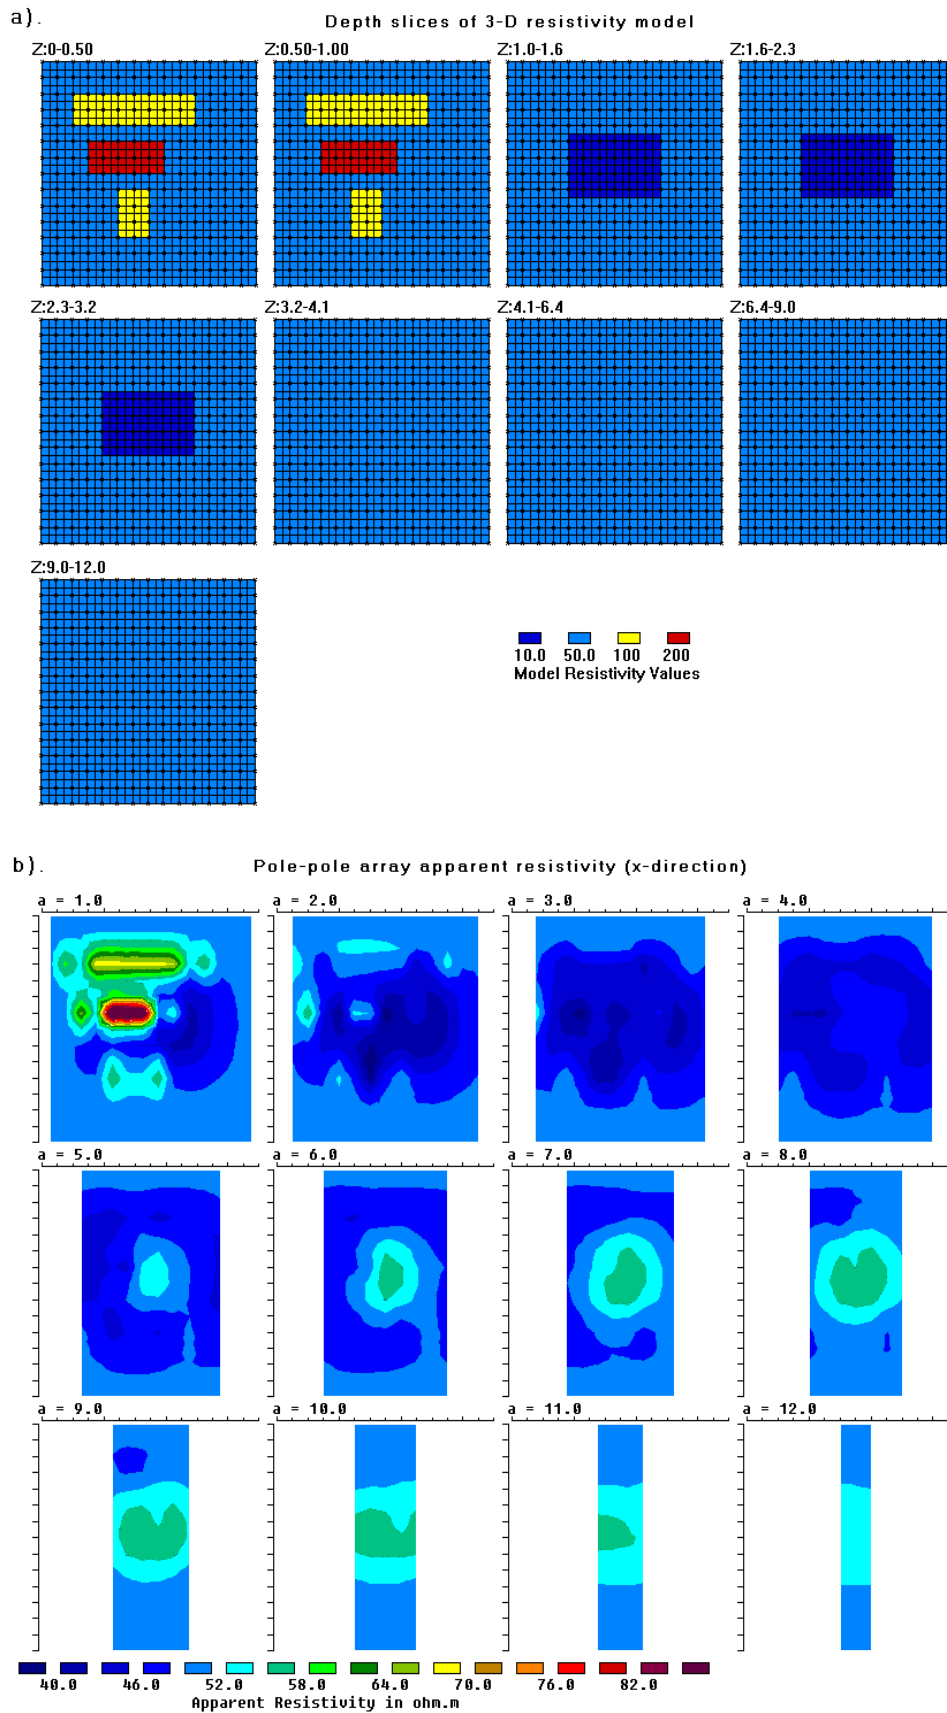 a). Depth slices of 3-D resistivity model
Z:0-0.50 Z:0.50-1.00 Z:1.0-1.6 Z:1.6-2.3
Z:2.3-3.2 Z:3.2-4.1 Z:4.1-6.4 Z:6.4-9.0
Z:9.0-12.0
10.0 50.0 100 200
Model Resistivity Values
b). Pole-pole array apparent resistivity (x-direction)
a = 1.0 a = 2.0 a = 3.0 a = 4.0
a = 5.0 a = 6.0 a = 7.0 a = 8.0
a = 9.0 a = 10.0 a = 11.0 a = 12.0
40.0 46.0 52.0 58.0 64.0 70.0 76.0 82.0
Apparent Resistivity in ohm.m